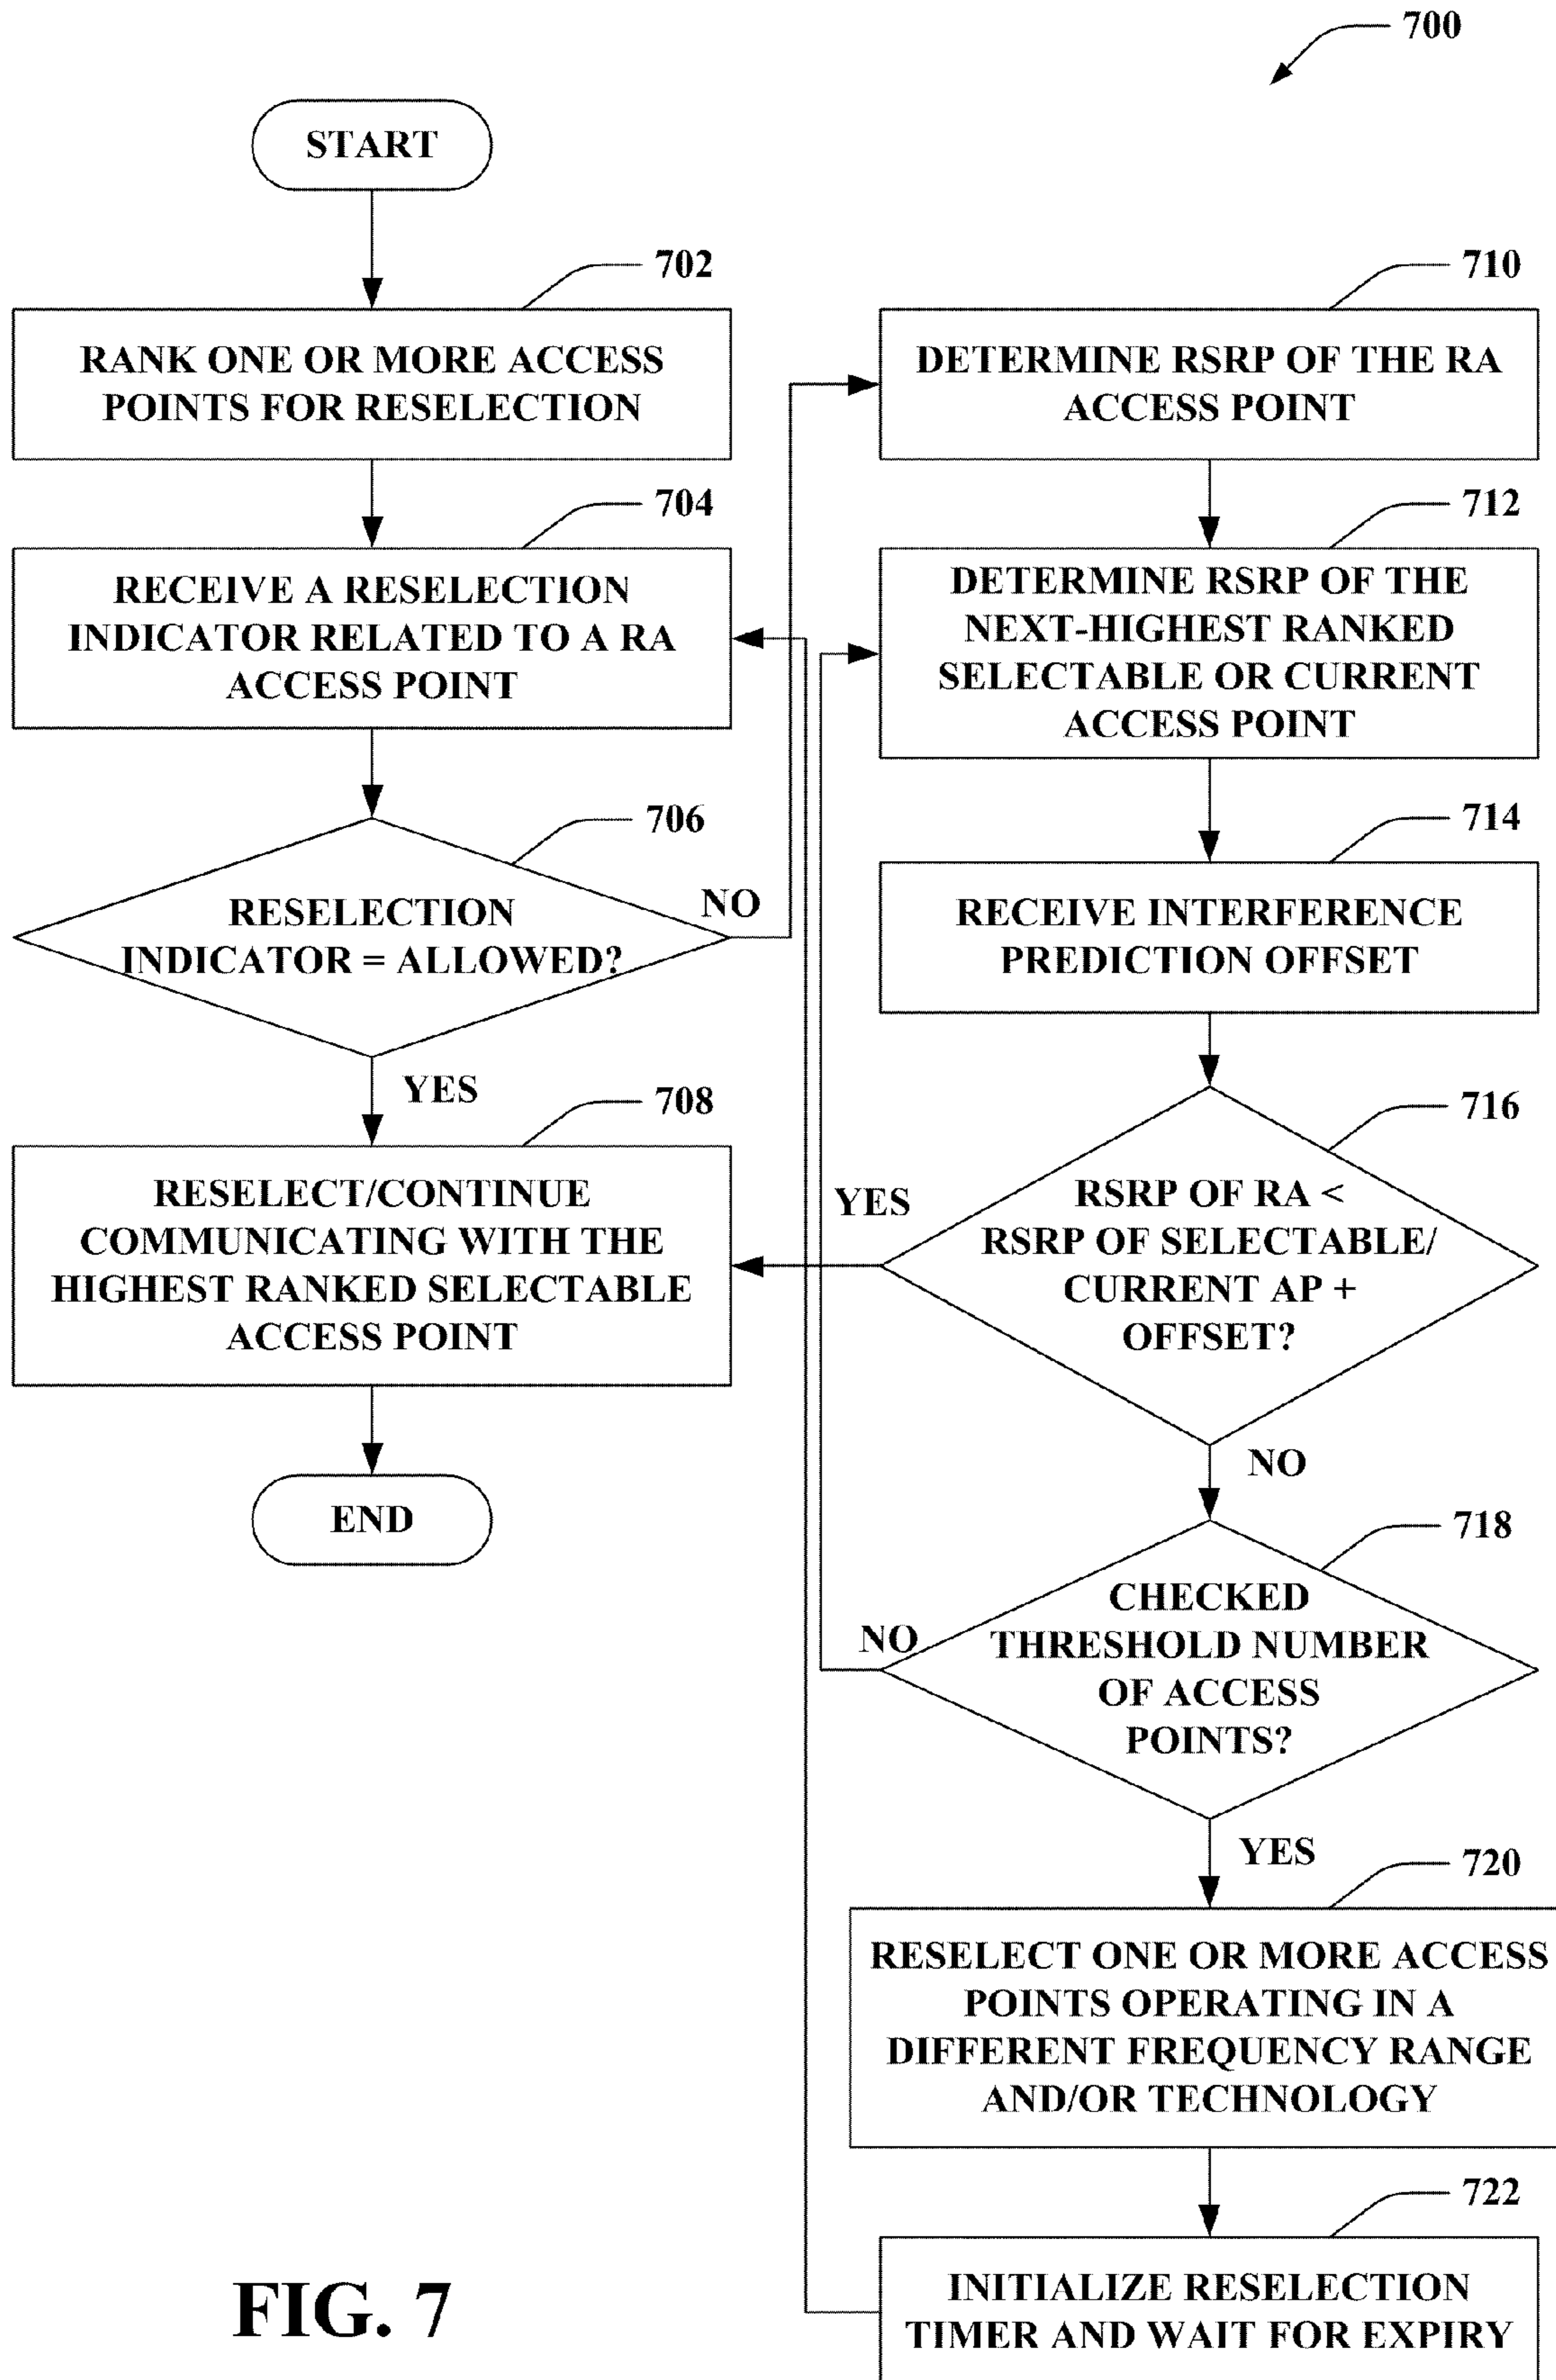 700
START
702
RANK ONE OR MORE ACCESS
POINTS FOR RESELECTION
704
RECEIVE A RESELECTION
INDICATOR RELATED TO A RA
ACCESS POINT
706
RESELECTION
INDICATOR = ALLOWED?
NO
YES
708
RESELECT/CONTINUE
COMMUNICATING WITH THE
HIGHEST RANKED SELECTABLE
ACCESS POINT
END
710
DETERMINE RSRP OF THE RA
ACCESS POINT
712
DETERMINE RSRP OF THE
NEXT-HIGHEST RANKED
SELECTABLE OR CURRENT
ACCESS POINT
714
RECEIVE INTERFERENCE
PREDICTION OFFSET
716
RSRP OF RA <
RSRP OF SELECTABLE/
CURRENT AP +
OFFSET?
YES
NO
718
CHECKED
THRESHOLD NUMBER
OF ACCESS
POINTS?
NO
YES
720
RESELECT ONE OR MORE ACCESS
POINTS OPERATING IN A
DIFFERENT FREQUENCY RANGE
AND/OR TECHNOLOGY
722
INITIALIZE RESELECTION
TIMER AND WAIT FOR EXPIRY
FIG. 7